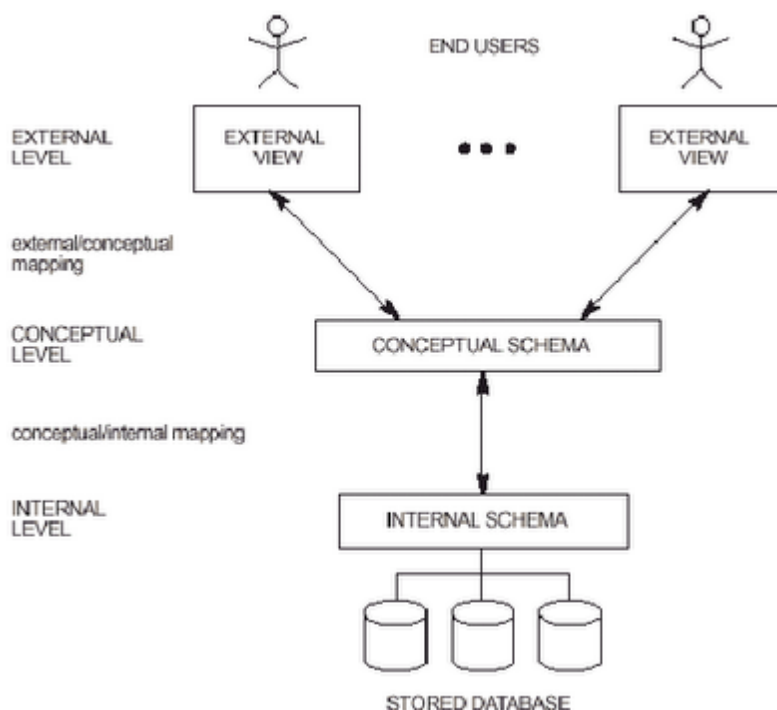 END USERS
EXTERNAL
LEVEL
EXTERNAL
VIEW
EXTERNAL
VIEW
external/conceptual
mapping
CONCEPTUAL
LEVEL
CONCEPTUAL SCHEMA
conceptual/internal mapping
INTERNAL
LEVEL
INTERNAL SCHEMA
STORED DATABASE